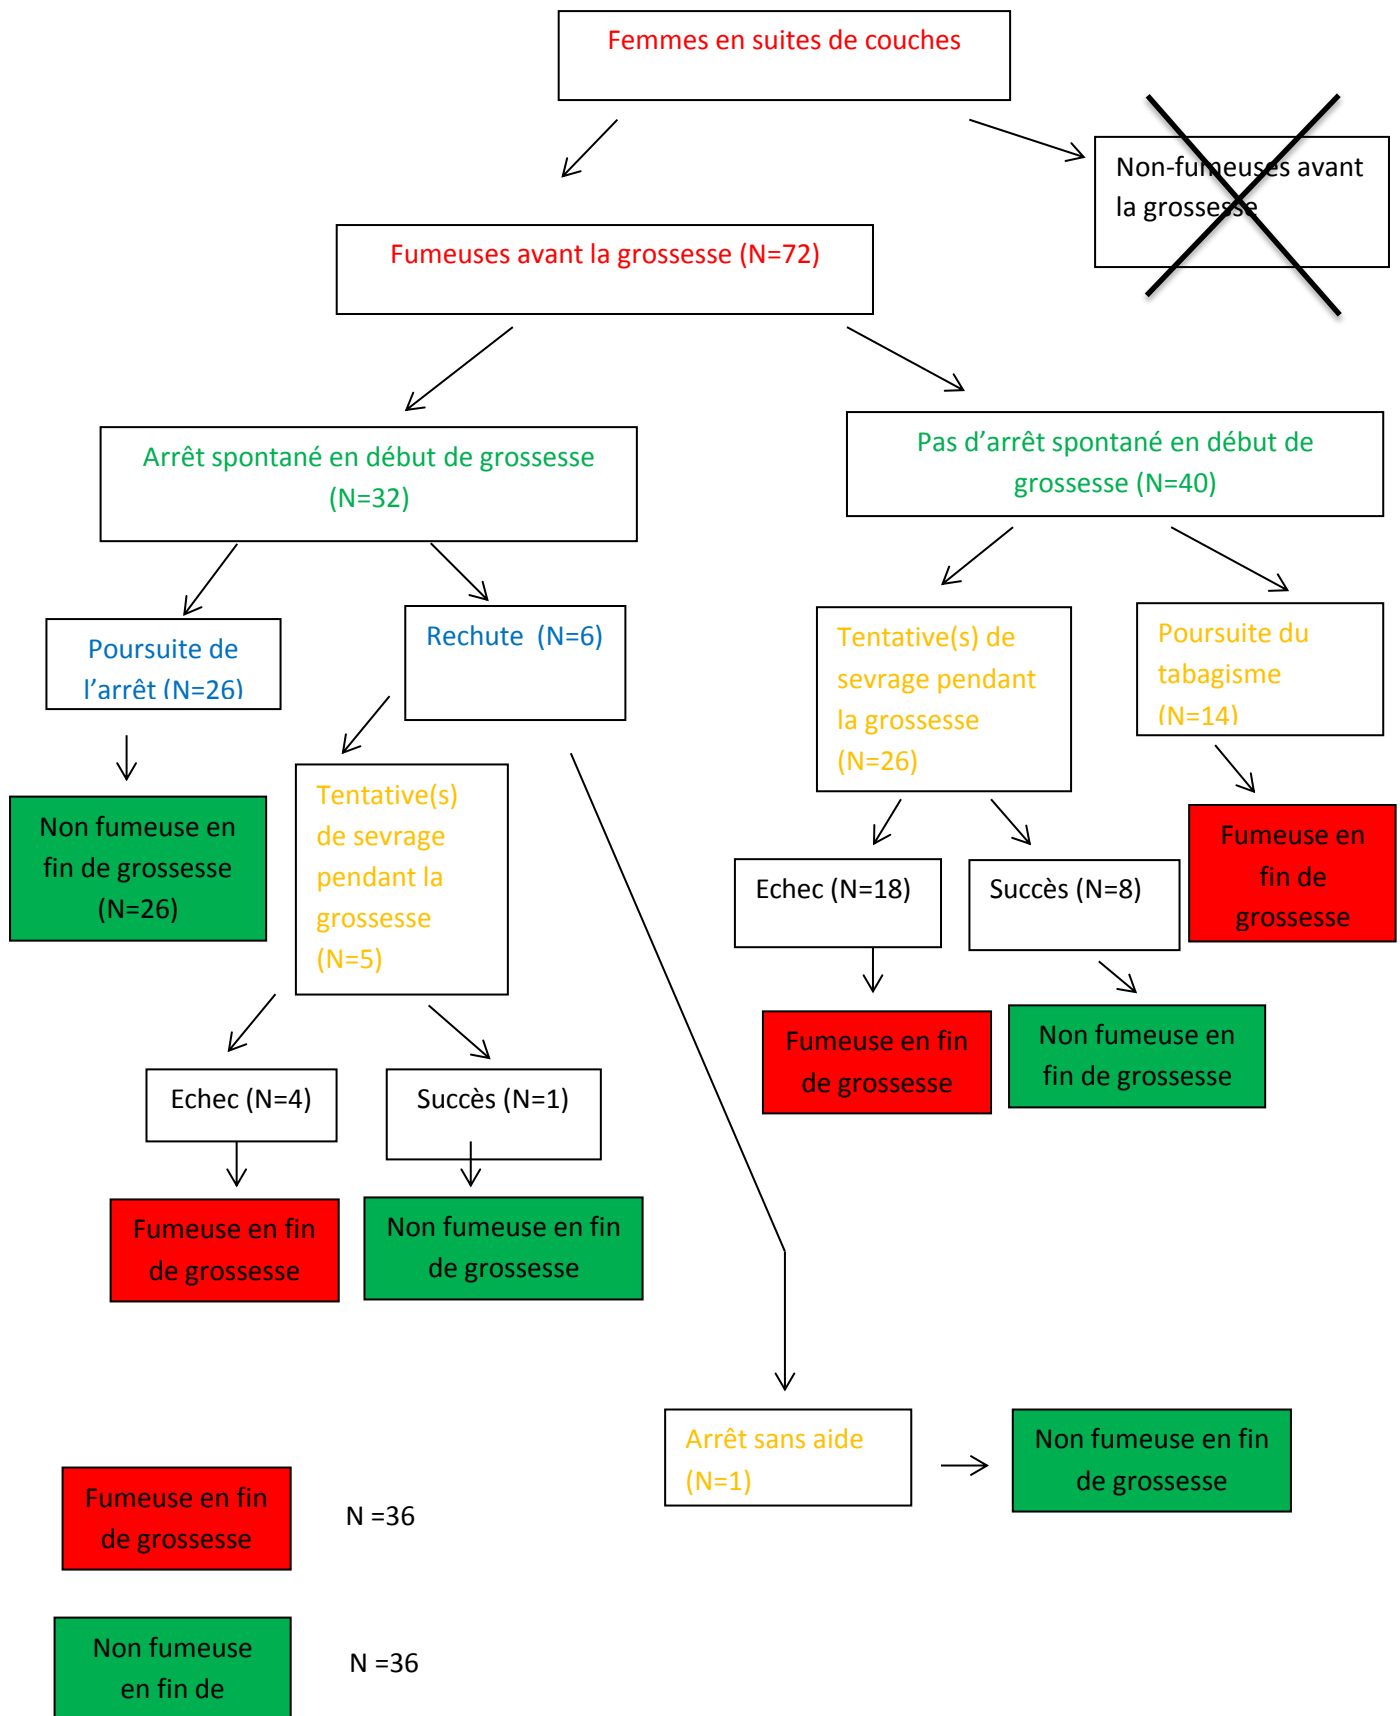 Femmes en suites de couches
Non-fumeuses avant
la grossesse
Fumeuses avant la grossesse (N=72)
Arrêt spontané en début de grossesse
(N=32)
Pas d’arrêt spontané en début de
grossesse (N=40)
Poursuite de
l’arrêt (N=26)
Rechute (N=6)
Tentative(s) de
sevrage pendant
la grossesse
(N=26)
Poursuite du
tabagisme
(N=14)
Non fumeuse en
fin de grossesse
(N=26)
Tentative(s)
de sevrage
pendant la
grossesse
(N=5)
Echec (N=18)
Succès (N=8)
Fumeuse en
fin de
grossesse
Fumeuse en fin
de grossesse
Non fumeuse en
fin de grossesse
Echec (N=4)
Succès (N=1)
Fumeuse en fin
de grossesse
Non fumeuse en fin
de grossesse
Arrêt sans aide
(N=1)
Non fumeuse en fin
de grossesse
Fumeuse en fin
de grossesse
N =36
Non fumeuse
en fin de
N =36